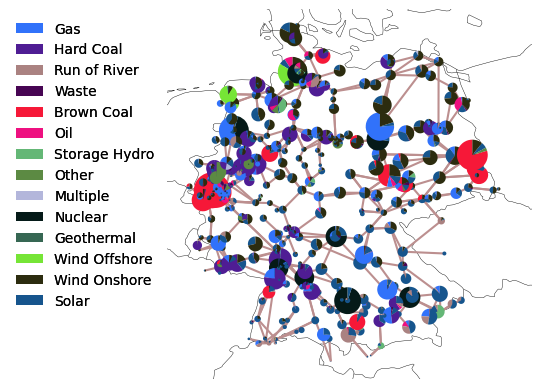 Gas
Hard Coal
Run of River
Waste
Brown Coal
Oil
Storage Hydro
Other
Multiple
Nuclear
Geothermal
Wind Offshore
Wind Onshore
Solar